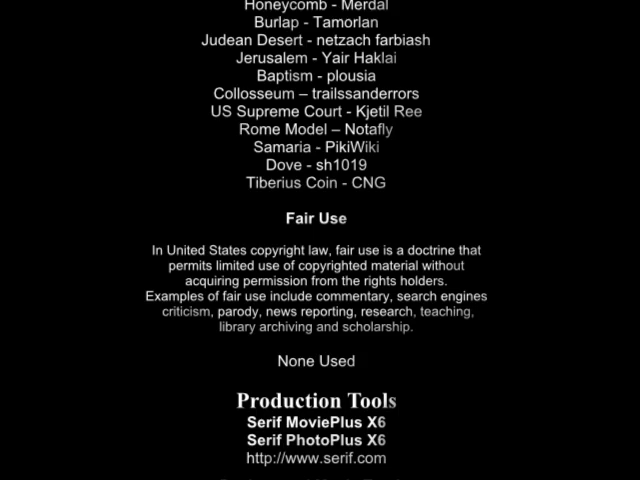 Honeycomb - Merdal
Burlap - Tamorlan
Judean Desert - netzach farbiash
Jerusalem - Yair Haklai
Baptism - plousia
Collosseum – trailssanderrors
US Supreme Court - Kjetil Ree
Rome Model – Notafly
Samaria - PikiWiki
Dove - sh1019
Tiberius Coin - CNG
Fair Use
In United States copyright law, fair use is a doctrine that
permits limited use of copyrighted material without
acquiring permission from the rights holders.
Examples of fair use include commentary, search engines
criticism, parody, news reporting, research, teaching,
library archiving and scholarship.
None Used
Production Tools
Serif MoviePlus X6
Serif PhotoPlus X6
http://www.serif.com